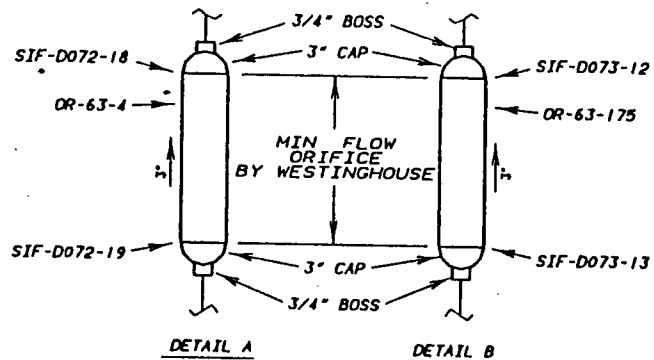 3/4" BOSS
3" CAP
SIF-D072-18
SIF-D073-12
OR-63-4
OR-63-175
MIN FLOW
ORIFICE
BY WESTINGHOUSE
3"
3"
SIF-D072-19
SIF-D073-13
3" CAP
3/4" BOSS
DETAIL A
DETAIL B